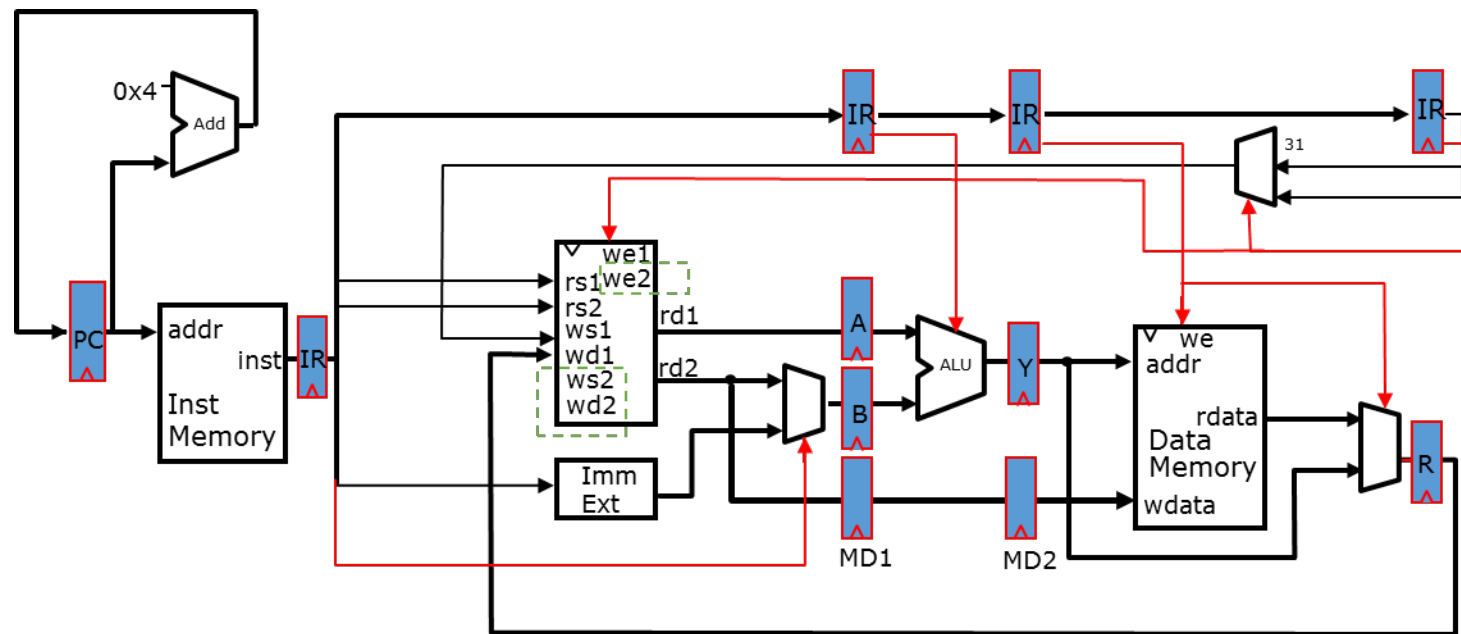 0x4
Add
IR
IR
IR
31
we1
we2
rs1
rs2
ws1
wd1
ws2
wd2
rd1
rd2
PC
addr
inst
Inst
Memory
IR
A
B
ALU
Y
we
addr
rdata
Data
Memory
wdata
R
Imm
Ext
MD1
MD2